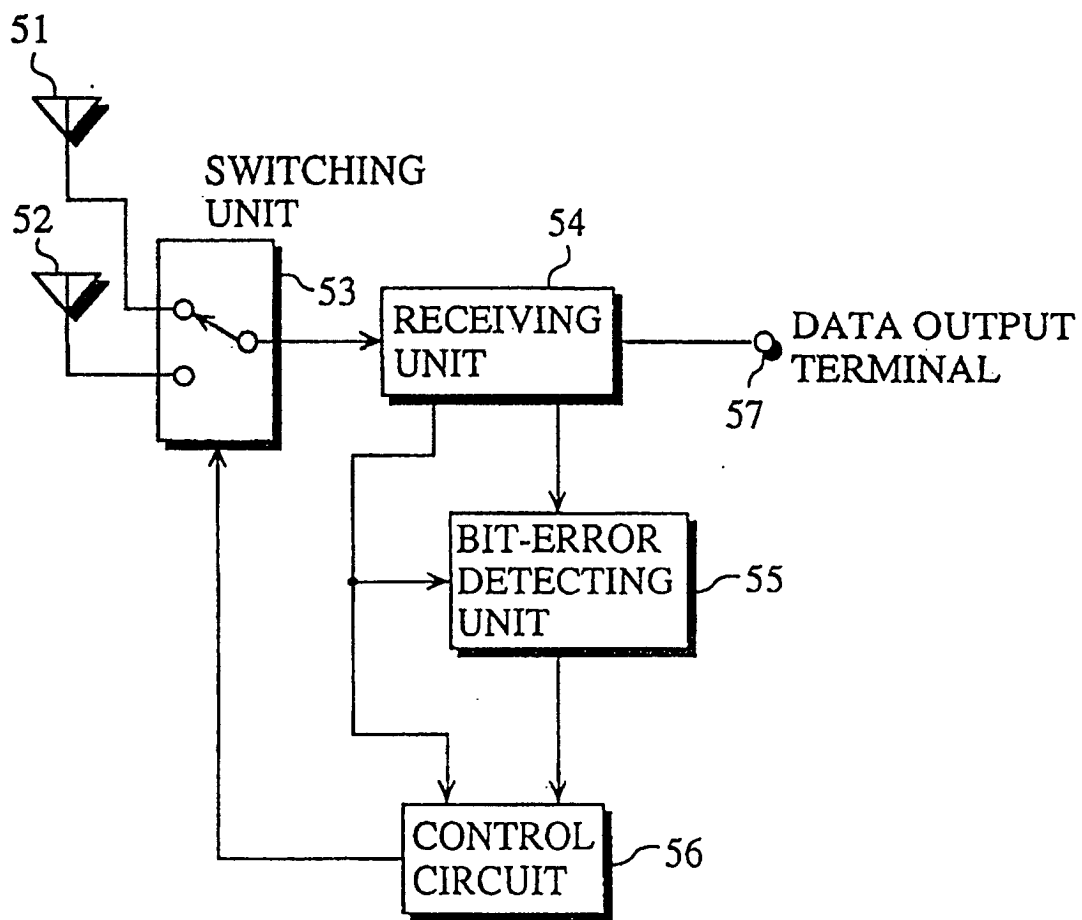 51
SWITCHING
UNIT
52
53
54
RECEIVING
UNIT
DATA OUTPUT
TERMINAL
57
BIT-ERROR
DETECTING
UNIT
55
CONTROL
CIRCUIT
56